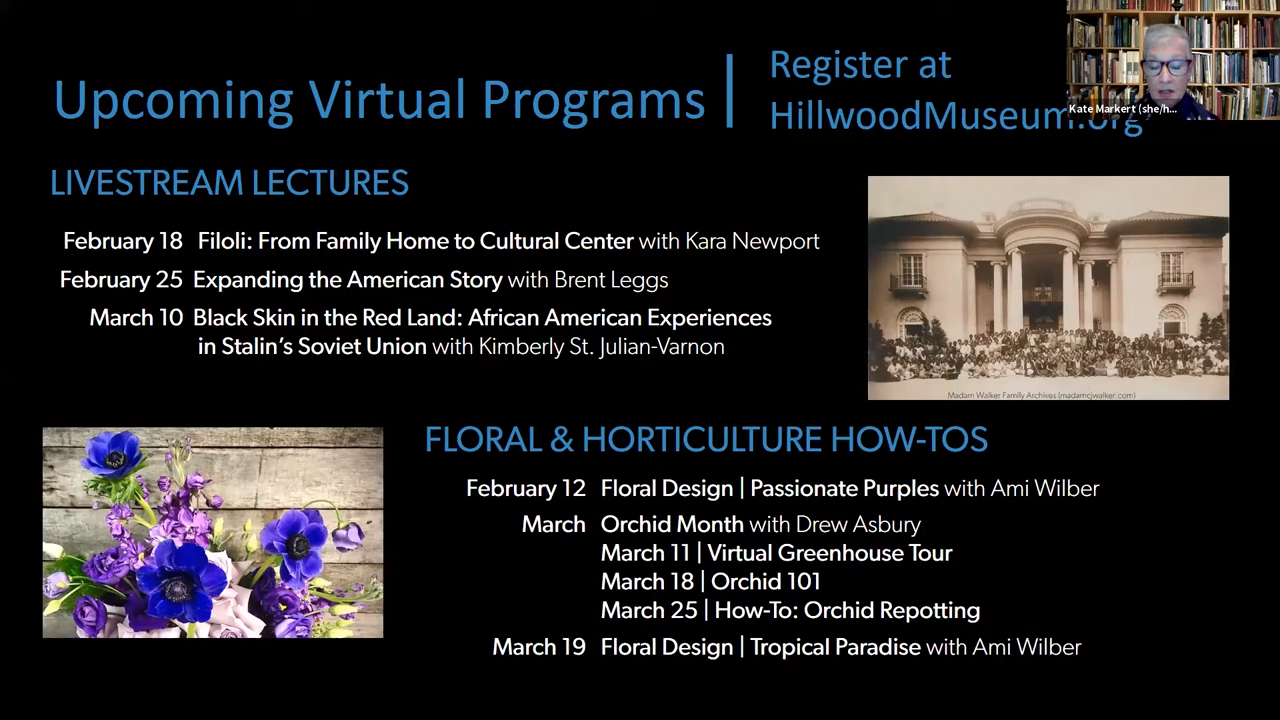 Upcoming Virtual Programs
Register at
HillwoodMuseum.org
Kate Markert (she/h...
LIVESTREAM LECTURES
February 18 Filoli: From Family Home to Cultural Center with Kara Newport
February 25 Expanding the American Story with Brent Leggs
March 10 Black Skin in the Red Land: African American Experiences
in Stalin's Soviet Union with Kimberly St. Julian-Varnon
Madam Walker Family Archives (madamcjwalker.com)
FLORAL & HORTICULTURE HOW-TOS
February 12 Floral Design | Passionate Purples with Ami Wilber
March Orchid Month with Drew Asbury
March 11 | Virtual Greenhouse Tour
March 18 | Orchid 101
March 25 | How-To: Orchid Repotting
March 19 Floral Design | Tropical Paradise with Ami Wilber